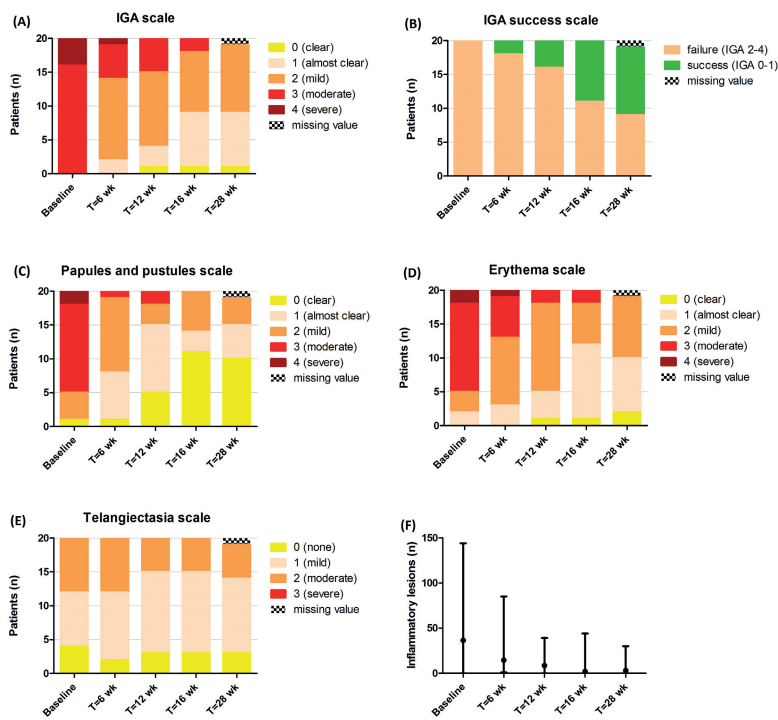 (A)
IGA scale
Patients (n)
20
15
10
5
0
Baseline
T=6 wk
T=12 wk
T=16 wk
T=28 wk
0 (clear)
1 (almost clear)
2 (mild)
3 (moderate)
4 (severe)
missing value
(B)
IGA success scale
Patients (n)
20
15
10
5
0
Baseline
T=6 wk
T=12 wk
T=16 wk
T=28 wk
failure (IGA 2-4)
success (IGA 0-1)
missing value
(C)
Papules and pustules scale
Patients (n)
20
15
10
5
0
Baseline
T=6 wk
T=12 wk
T=16 wk
T=28 wk
0 (clear)
1 (almost clear)
2 (mild)
3 (moderate)
4 (severe)
missing value
(D)
Erythema scale
Patients (n)
20
15
10
5
0
Baseline
T=6 wk
T=12 wk
T=16 wk
T=28 wk
0 (clear)
1 (almost clear)
2 (mild)
3 (moderate)
4 (severe)
missing value
(E)
Telangiectasia scale
Patients (n)
20
15
10
5
0
Baseline
T=6 wk
T=12 wk
T=16 wk
T=28 wk
0 (none)
1 (mild)
2 (moderate)
3 (severe)
missing value
(F)
Inflammatory lesions (n)
150
100
50
0
Baseline
T=6 wk
T=12 wk
T=16 wk
T=28 wk